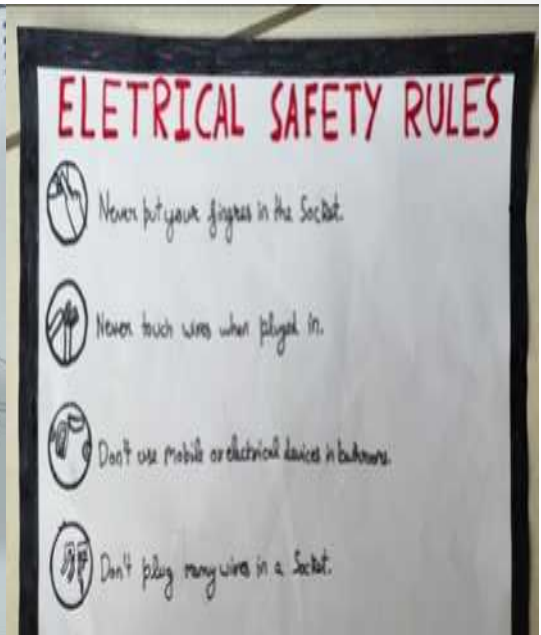 ELETRICAL SAFETY RULES
Never put your fingres in the Socket.
Never touch wires when pluged in.
Don't use mobile or electrical devices in bathrooms.
Don't plug many wires in a Socket.